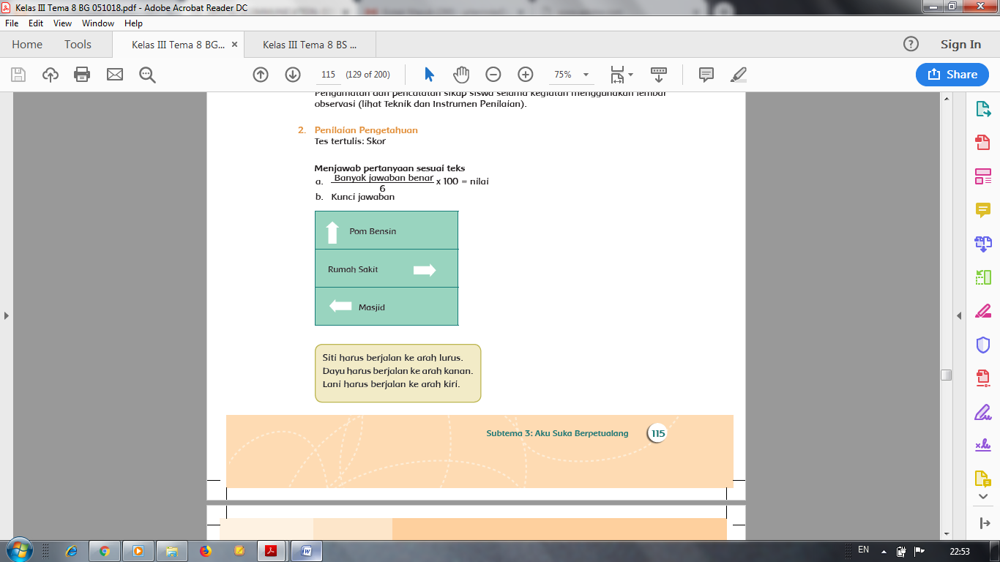 Kelas III Tema 8 BG 051018.pdf - Adobe Acrobat Reader DC
File Edit View Window Help
Home Tools Kelas III Tema 8 BG... × Kelas III Tema 8 BS ... ? Sign In
115 (129 of 200) 75% Share
Pengamatan dan pencatatan sikap siswa selama kegiatan menggunakan lembar
observasi (lihat Teknik dan Instrumen Penilaian).
2. Penilaian Pengetahuan
Tes tertulis: Skor
Menjawab pertanyaan sesuai teks
a. Banyak jawaban benar x 100 = nilai
6
b. Kunci jawaban
Pom Bensin
Rumah Sakit
Masjid
Siti harus berjalan ke arah lurus.
Dayu harus berjalan ke arah kanan.
Lani harus berjalan ke arah kiri.
Subtema 3: Aku Suka Berpetualang 115
EN 22:53